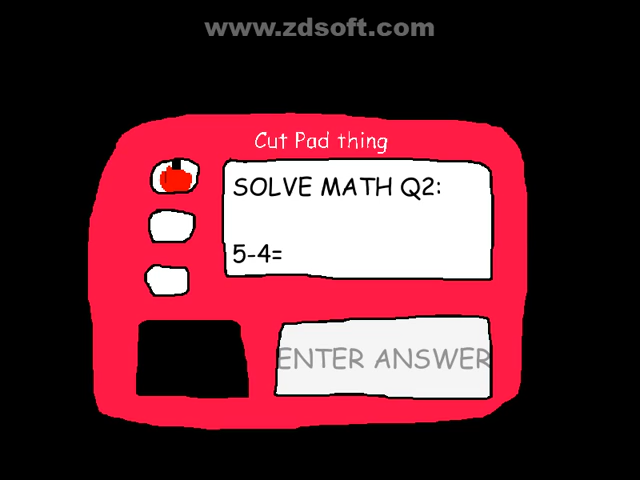 www.zdsoft.com
Cut Pad thing
SOLVE MATH Q2:
5-4=
ENTER ANSWER